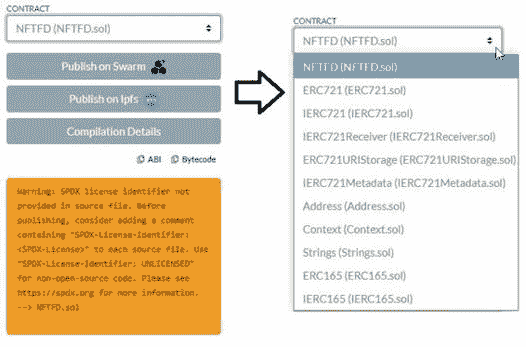 CONTRACT
NFTFD (NFTFD.sol)
Publish on Swarm
Publish on Ipfs
Compilation Details
ABI Bytecode
Warning: SPDX license identifier not
provided in source file. Before
publishing, consider adding a comment
containing "SPDX-License-Identifier:
<SPDX-License>" to each source file. Use
"SPDX-License-Identifier: UNLICENSED"
for non-open-source code. Please see
https://spdx.org for more information.
--> NFTFD.sol
CONTRACT
NFTFD (NFTFD.sol)
NFTFD (NFTFD.sol)
ERC721 (ERC721.sol)
IERC721 (IERC721.sol)
IERC721Receiver (IERC721Receiver.sol)
ERC721URIStorage (ERC721URIStorage.sol)
IERC721Metadata (IERC721Metadata.sol)
Address (Address.sol)
Context (Context.sol)
Strings (Strings.sol)
ERC165 (ERC165.sol)
IERC165 (IERC165.sol)